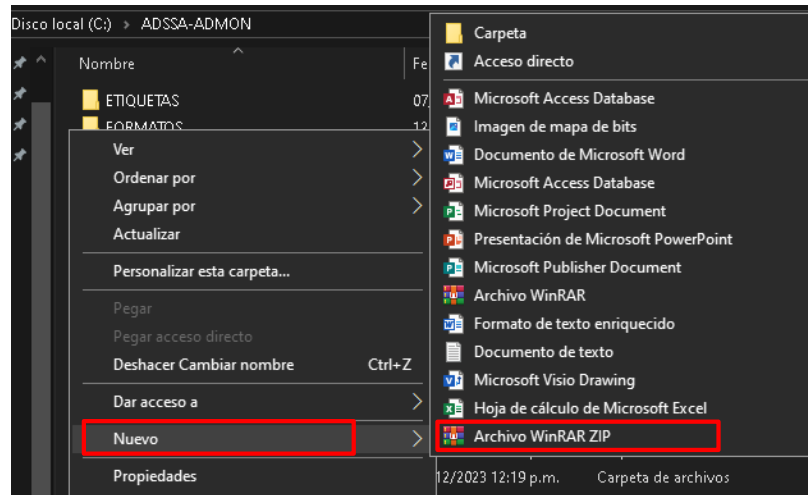 Disco local (C:) > ADSSA-ADMON
Nombre
Fe
ETIQUETAS
07
FORMATOS
12
Ver
Ordenar por
Agrupar por
Actualizar
Personalizar esta carpeta...
Pegar
Pegar acceso directo
Deshacer Cambiar nombre Ctrl+Z
Dar acceso a
Nuevo
Propiedades
Carpeta
Acceso directo
Microsoft Access Database
Imagen de mapa de bits
Documento de Microsoft Word
Microsoft Access Database
Microsoft Project Document
Presentación de Microsoft PowerPoint
Microsoft Publisher Document
Archivo WinRAR
Formato de texto enriquecido
Documento de texto
Microsoft Visio Drawing
Hoja de cálculo de Microsoft Excel
Archivo WinRAR ZIP
12/2023 12:19 p.m. Carpeta de archivos